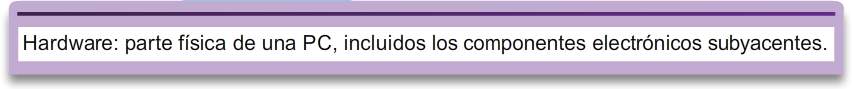 Hardware: parte física de una PC, incluidos los componentes electrónicos subyacentes.